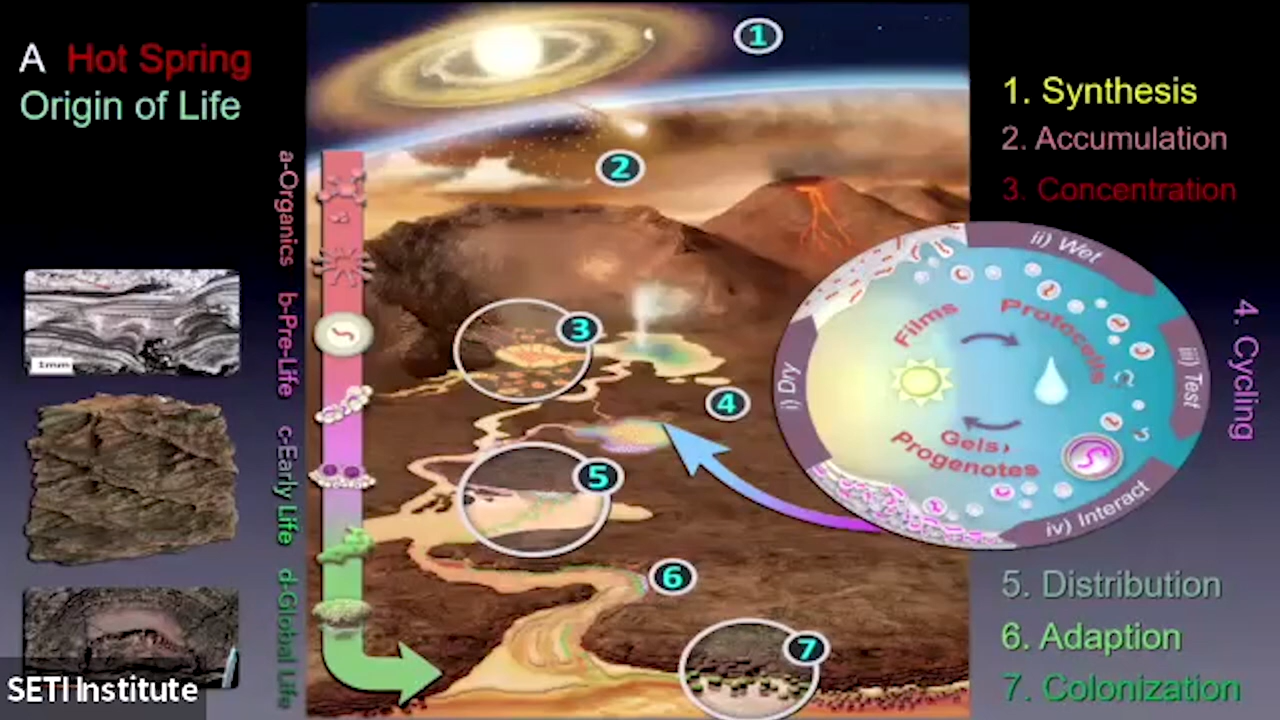 A Hot Spring
Origin of Life
a-Organics
b-Pre-Life
c-Early Life
d-Global Life
1mm
SETI Institute
1
2
3
4
5
6
7
1. Synthesis
2. Accumulation
3. Concentration
4. Cycling
i) Dry
ii) Wet
iii) Test
iv) Interact
Films
Protocells
Gels,
Progenotes
5. Distribution
6. Adaption
7. Colonization